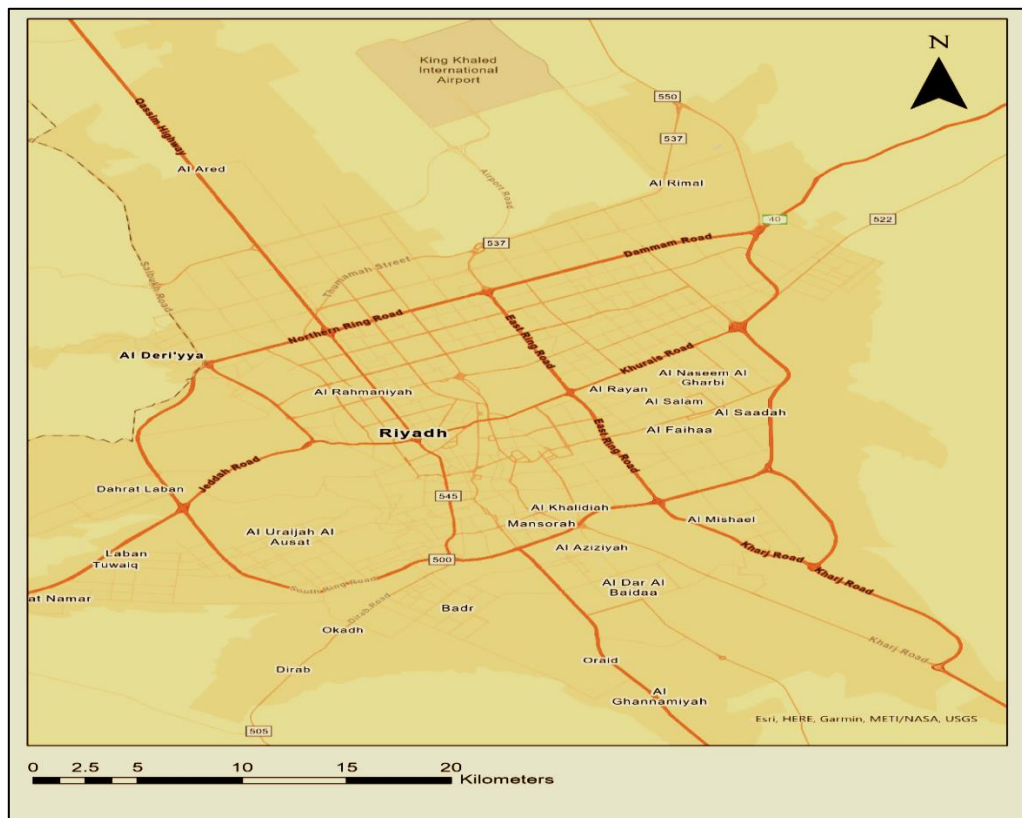 King Khaled
International
Airport
N
550
537
Qassim Highway
Al Ared
Airport Road
Al Rimal
40
522
537
Dammam Road
Thumamah Street
Salbukh Road
Northern Ring Road
East Ring Road
Al Deri'yya
Khurais Road
Al Rahmaniyah
Al Rayan
Al Naseem Al
Gharbi
Al Salam
Al Saadah
Riyadh
Al Faihaa
East Ring Road
Jeddah Road
Dahrat Laban
545
Al Khalidiah
Mansorah
Al Mishael
Al Uraijah Al
Ausat
Al Aziziyah
Kharj Road
Kharj Road
Laban
Tuwaiq
500
South Ring Road
Al Dar Al
Baidaa
at Namar
Badr
Dirab Road
Okadh
Kharj Road
Dirab
Oraid
Al
Ghannamiyah
505
Esri, HERE, Garmin, METI/NASA, USGS
0 2.5 5 10 15 20
Kilometers